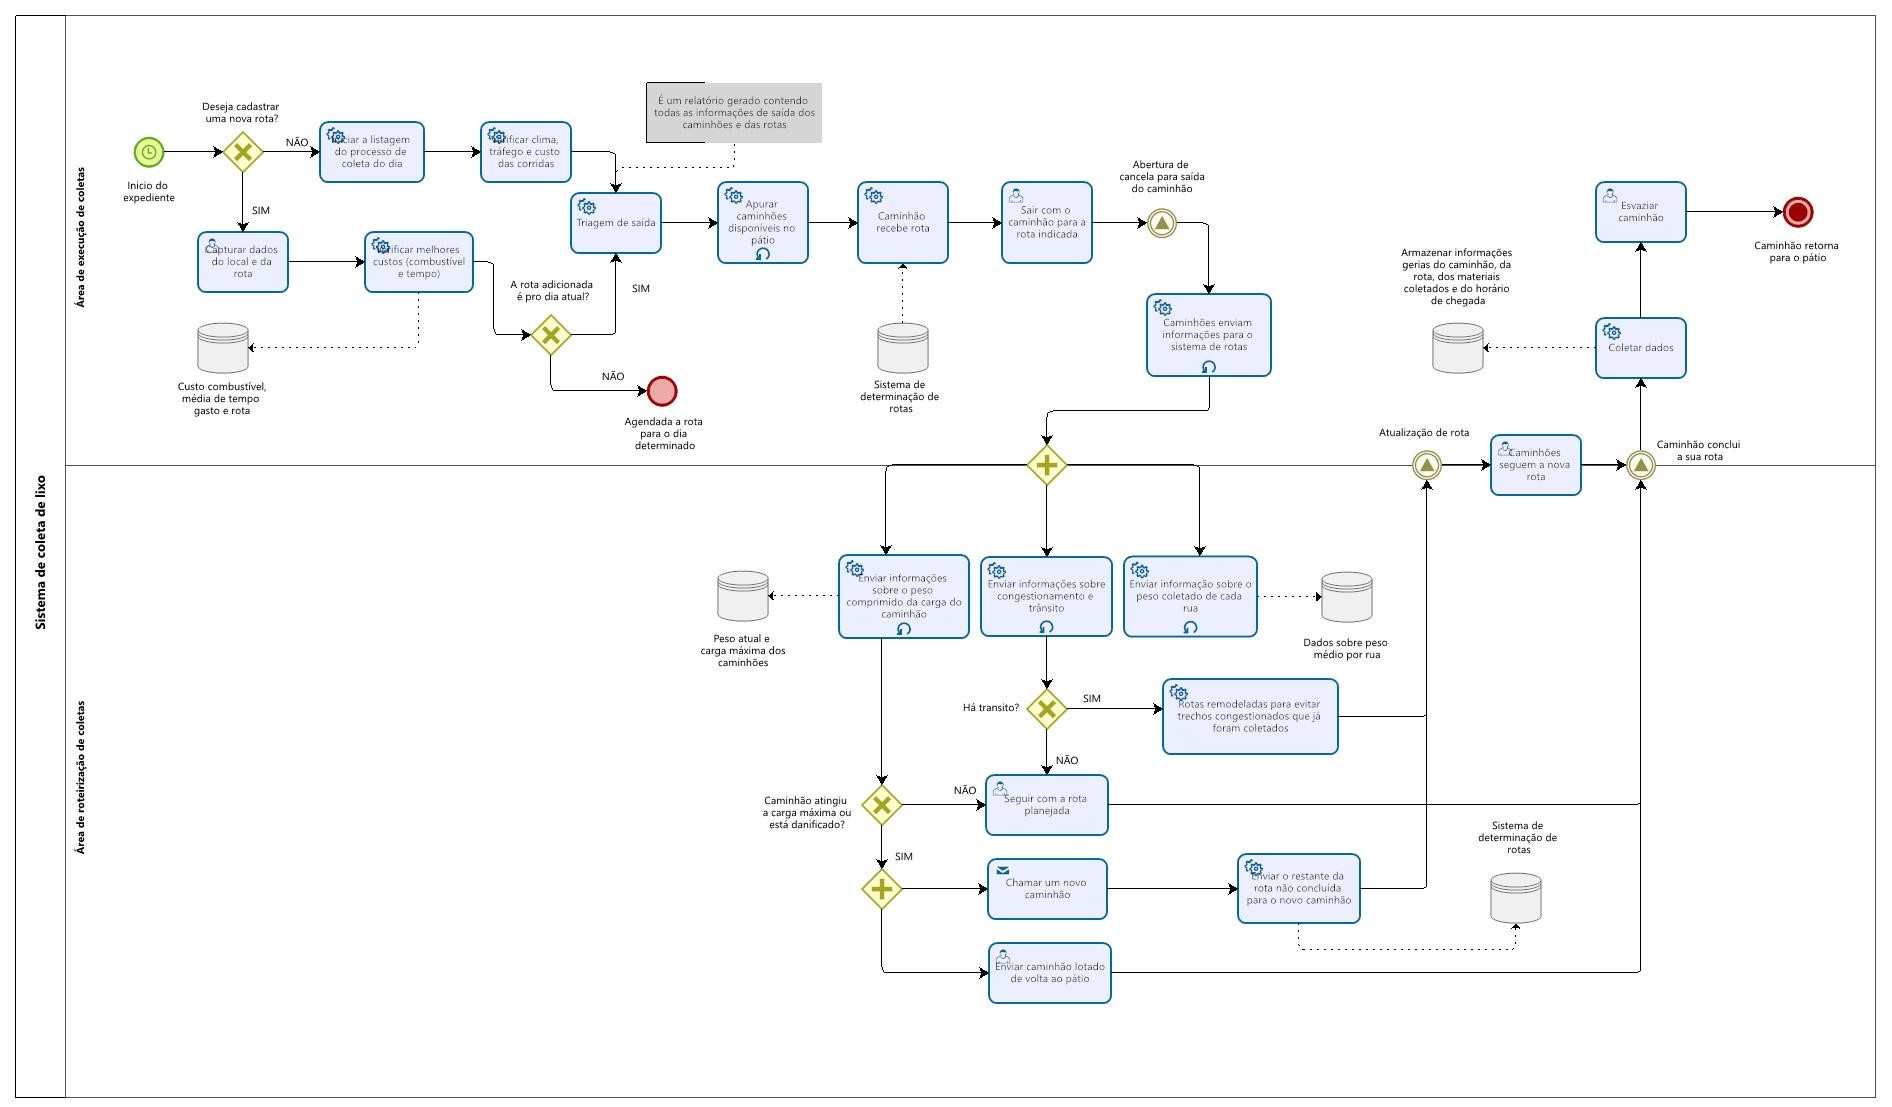 Sistema de coleta de lixo
Área de execução de coletas
Inicio do
expediente
Deseja cadastrar
uma nova rota?
NÃO
SIM
Iniciar a listagem
do processo de
coleta do dia
Verificar clima,
tráfego e custo
das corridas
É um relatório gerado contendo
todas as informações de saída dos
caminhões e das rotas
Capturar dados
do local e da
rota
Verificar melhores
custos (combustível
e tempo)
Custo combustível,
média de tempo
gasto e rota
A rota adicionada
é pro dia atual?
SIM
NÃO
Agendada a rota
para o dia
determinado
Triagem de saída
Apurar
caminhões
disponíveis no
pátio
Caminhão
recebe rota
Sistema de
determinação de
rotas
Sair com o
caminhão para a
rota indicada
Abertura de
cancela para saída
do caminhão
Caminhões enviam
informações para o
sistema de rotas
Esvaziar
caminhão
Caminhão retorna
para o pátio
Armazenar informações
gerias do caminhão, da
rota, dos materiais
coletados e do horário
de chegada
Coletar dados
Atualização de rota
Caminhões
seguem a nova
rota
Caminhão conclui
a sua rota
Área de roteirização de coletas
Peso atual e
carga máxima dos
caminhões
Enviar informações
sobre o peso
comprimido da carga do
caminhão
Enviar informações sobre
congestionamento e
trânsito
Enviar informação sobre o
peso coletado de cada
rua
Dados sobre peso
médio por rua
Há transito?
SIM
NÃO
Rotas remodeladas para evitar
trechos congestionados que já
foram coletados
Caminhão atingiu
a carga máxima ou
está danificado?
NÃO
SIM
Seguir com a rota
planejada
Chamar um novo
caminhão
Enviar o restante da
rota não concluída
para o novo caminhão
Sistema de
determinação de
rotas
Enviar caminhão lotado
de volta ao pátio